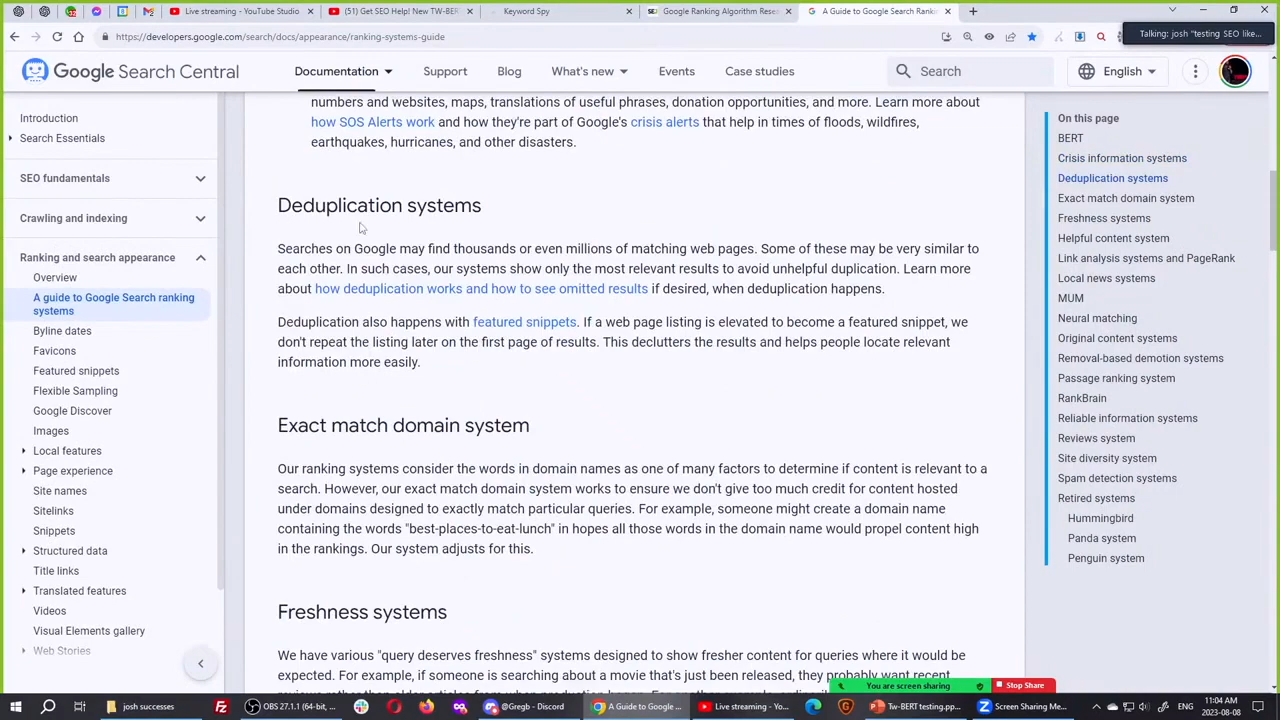 Live streaming - YouTube Studio
(51) Get SEO Help! New TW-BER
Keyword Spy
Google Ranking Algorithm Rese
A Guide to Google Search Rank
https://developers.google.com/search/docs/appearance/ranking-systems-guide
Talking: josh "testing SEO like...
Google Search Central
Documentation
Support
Blog
What's new
Events
Case studies
Search
English
Introduction
Search Essentials
SEO fundamentals
Crawling and indexing
Ranking and search appearance
Overview
A guide to Google Search ranking
systems
Byline dates
Favicons
Featured snippets
Flexible Sampling
Google Discover
Images
Local features
Page experience
Site names
Sitelinks
Snippets
Structured data
Title links
Translated features
Videos
Visual Elements gallery
Web Stories
numbers and websites, maps, translations of useful phrases, donation opportunities, and more. Learn more about
how SOS Alerts work and how they're part of Google's crisis alerts that help in times of floods, wildfires,
earthquakes, hurricanes, and other disasters.
Deduplication systems
Searches on Google may find thousands or even millions of matching web pages. Some of these may be very similar to
each other. In such cases, our systems show only the most relevant results to avoid unhelpful duplication. Learn more
about how deduplication works and how to see omitted results if desired, when deduplication happens.
Deduplication also happens with featured snippets. If a web page listing is elevated to become a featured snippet, we
don't repeat the listing later on the first page of results. This declutters the results and helps people locate relevant
information more easily.
Exact match domain system
Our ranking systems consider the words in domain names as one of many factors to determine if content is relevant to a
search. However, our exact match domain system works to ensure we don't give too much credit for content hosted
under domains designed to exactly match particular queries. For example, someone might create a domain name
containing the words "best-places-to-eat-lunch" in hopes all those words in the domain name would propel content high
in the rankings. Our system adjusts for this.
Freshness systems
We have various "query deserves freshness" systems designed to show fresher content for queries where it would be
expected. For example, if someone is searching about a movie that's just been released, they probably want recent
On this page
BERT
Crisis information systems
Deduplication systems
Exact match domain system
Freshness systems
Helpful content system
Link analysis systems and PageRank
Local news systems
MUM
Neural matching
Original content systems
Removal-based demotion systems
Passage ranking system
RankBrain
Reliable information systems
Reviews system
Site diversity system
Spam detection systems
Retired systems
Hummingbird
Panda system
Penguin system
You are screen sharing
Stop Share
josh successes
OBS 27.1.1 (64-bit, ...
@oregb - Discord
A Guide to Google ...
Live streaming - You...
Tw-BERT testing.pp...
Screen Sharing Me...
11:04 AM
2023-08-08